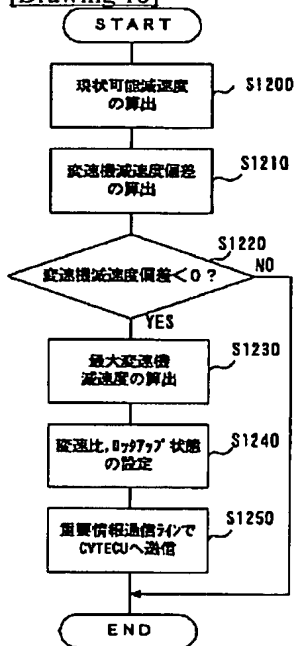 [Drawing 18]
START
現状可能減速度
の算出
S1200
変速機減速度偏差
の算出
S1210
変速機減速度偏差<0?
S1220
NO
YES
最大変速機
減速度の算出
S1230
変速比,ロックアップ状態
の設定
S1240
重要情報通信ラインで
CVTECUへ送信
S1250
END